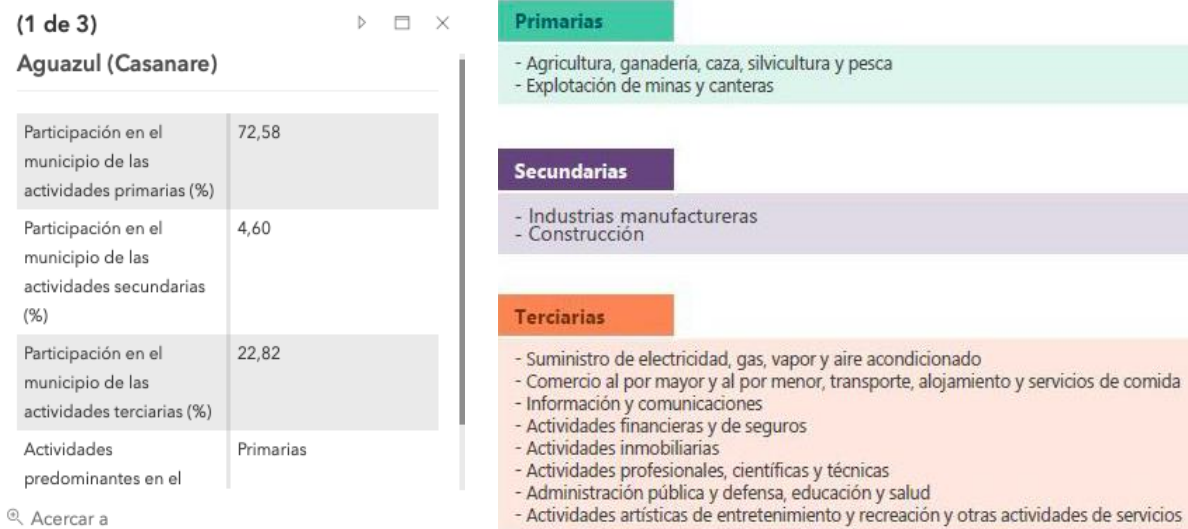 (1 de 3)
Aguazul (Casanare)
Participación en el 72,58
municipio de las
actividades primarias (%)
Participación en el 4,60
municipio de las
actividades secundarias
(%)
Participación en el 22,82
municipio de las
actividades terciarias (%)
Actividades Primarias
predominantes en el
Acercar a
Primarias
- Agricultura, ganadería, caza, silvicultura y pesca
- Explotación de minas y canteras
Secundarias
- Industrias manufactureras
- Construcción
Terciarias
- Suministro de electricidad, gas, vapor y aire acondicionado
- Comercio al por mayor y al por menor, transporte, alojamiento y servicios de comida
- Información y comunicaciones
- Actividades financieras y de seguros
- Actividades inmobiliarias
- Actividades profesionales, científicas y técnicas
- Administración pública y defensa, educación y salud
- Actividades artísticas de entretenimiento y recreación y otras actividades de servicios